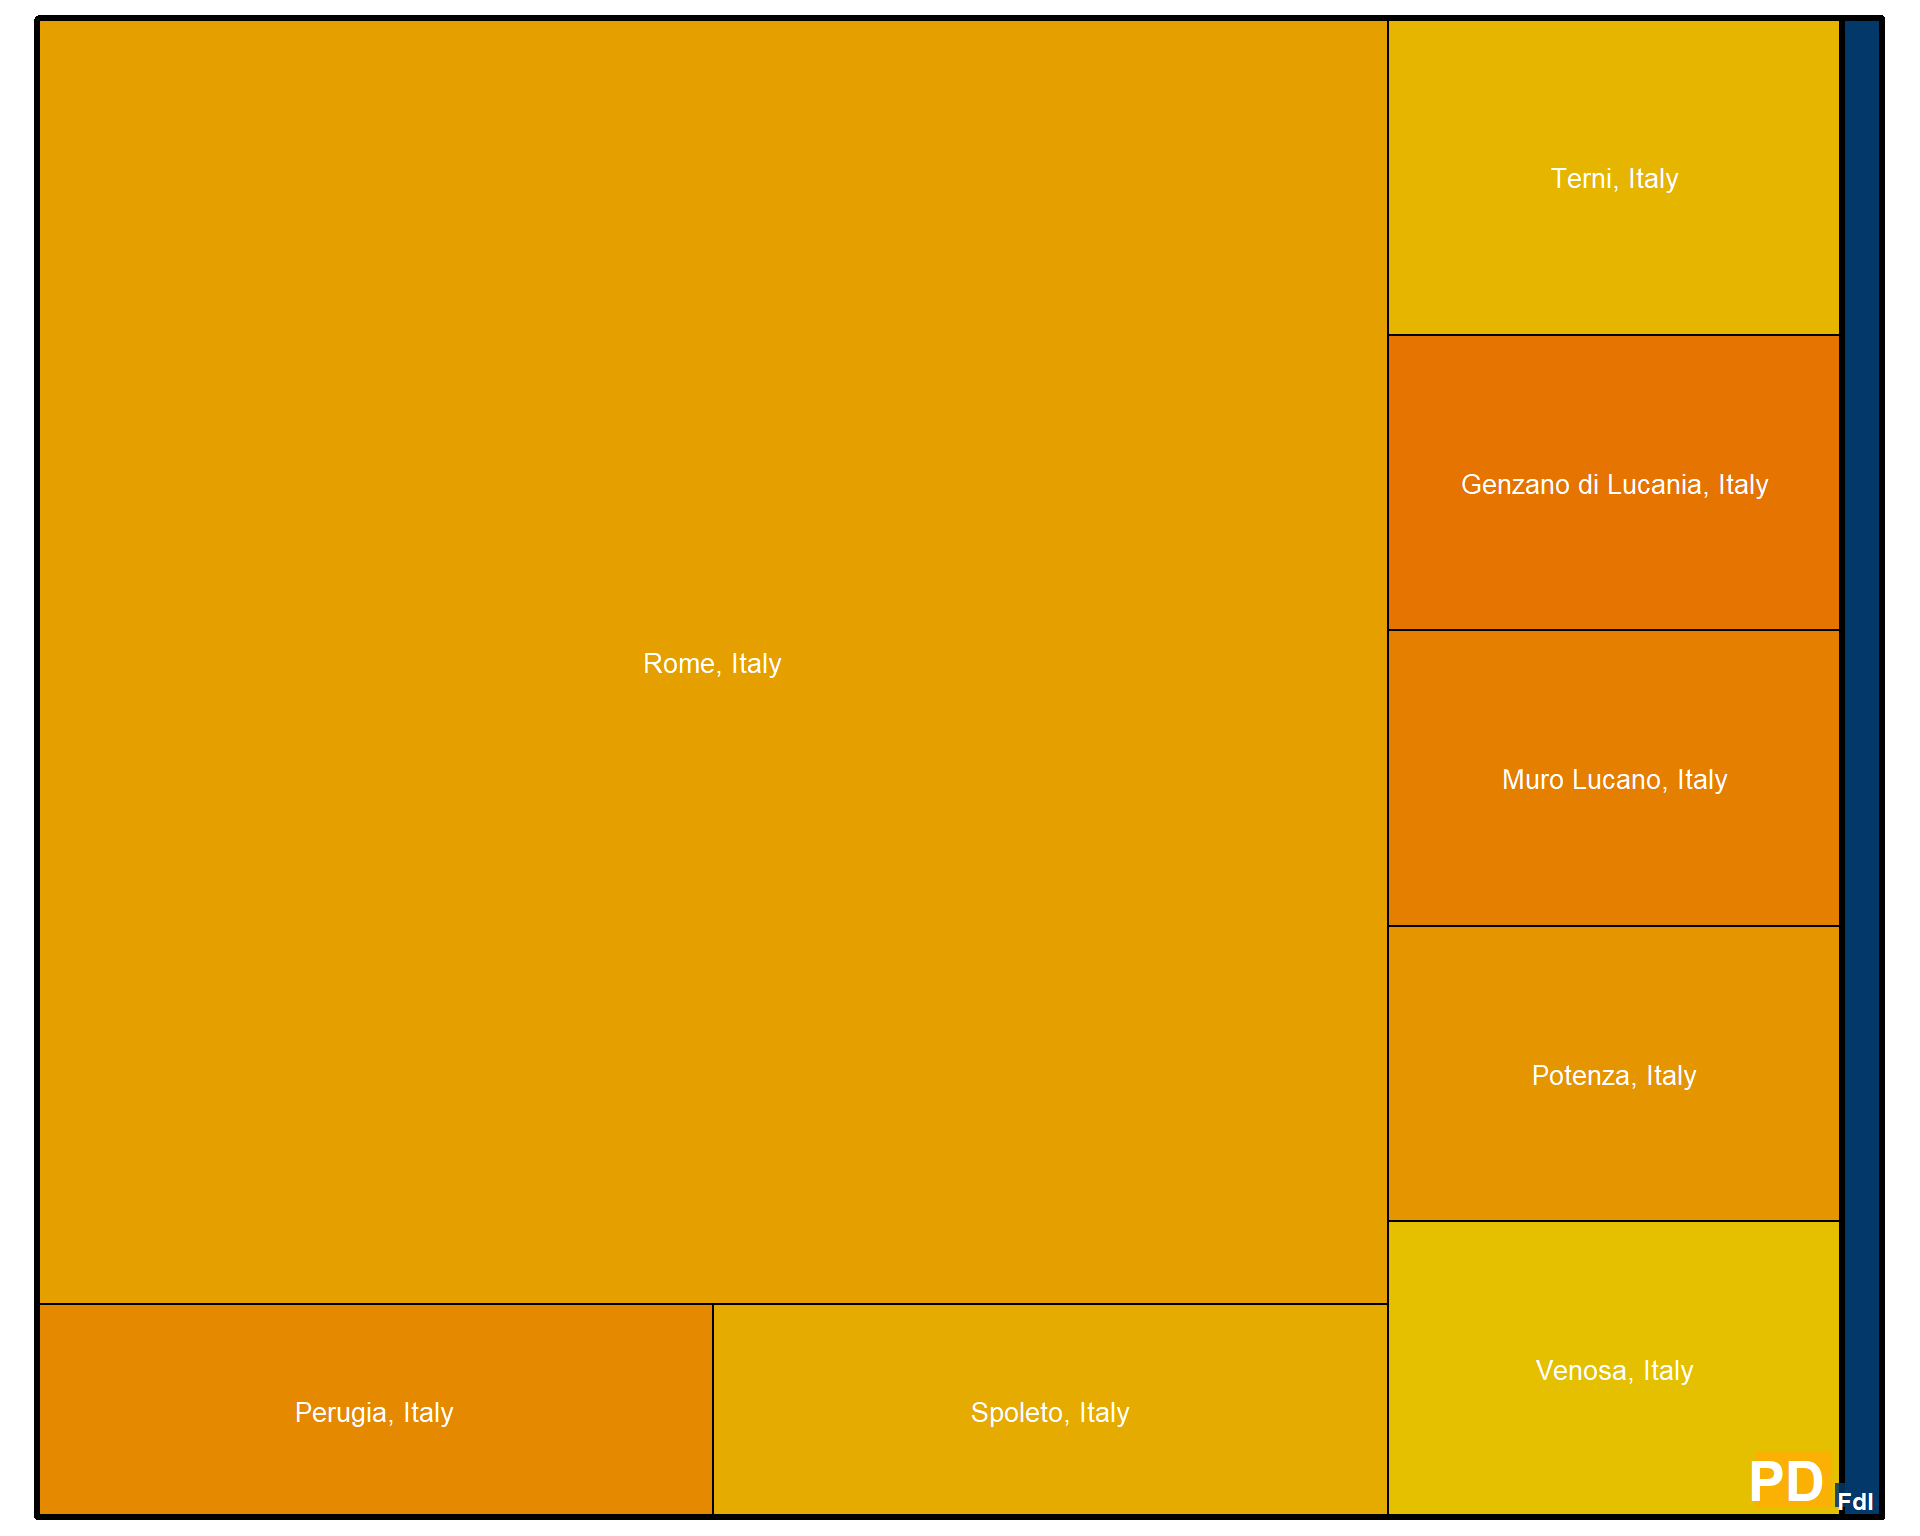 Terni, Italy
Genzano di Lucania, Italy
Rome, Italy
Muro Lucano, Italy
Potenza, Italy
Venosa, Italy
Perugia, Italy
Spoleto, Italy
PD
FdI